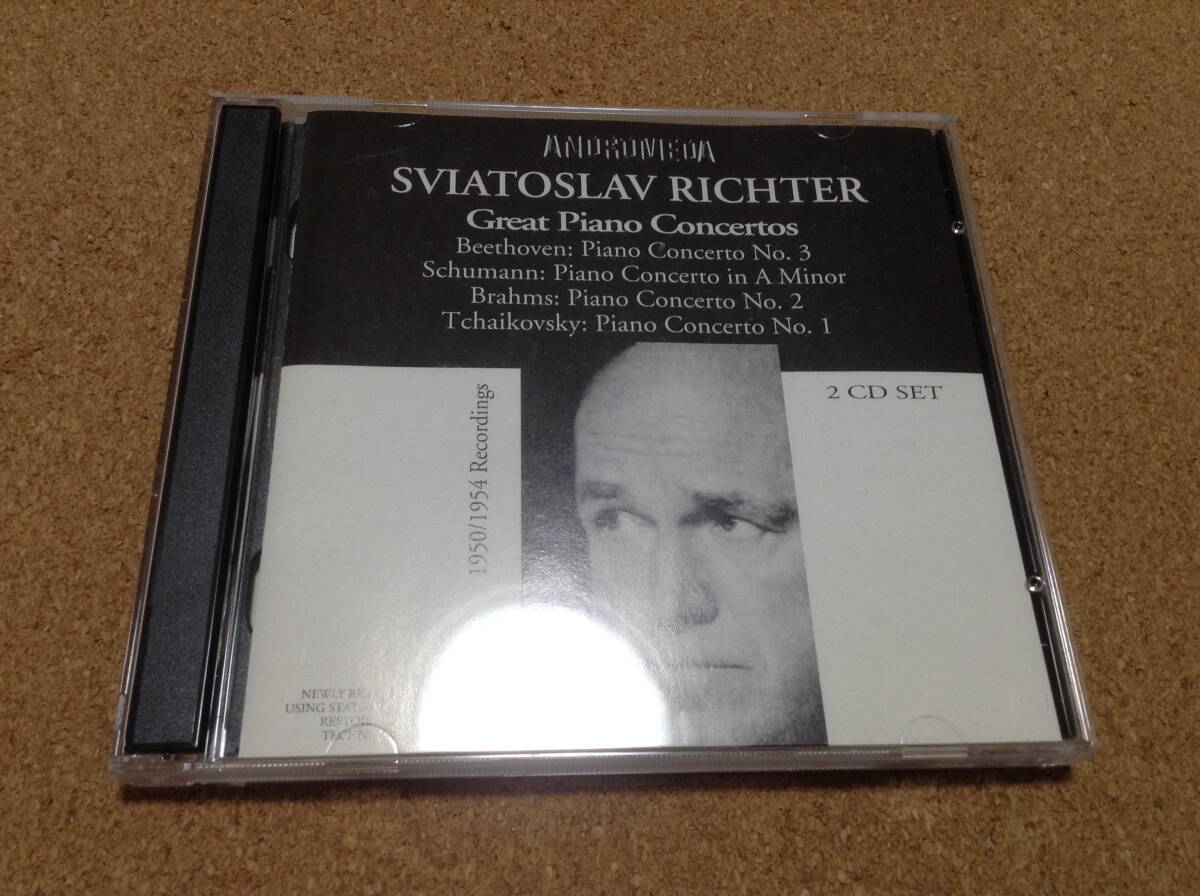 ANDROMEDA
SVIATOSLAV RICHTER
Great Piano Concertos
Beethoven: Piano Concerto No. 3
Schumann: Piano Concerto in A Minor
Brahms: Piano Concerto No. 2
Tchaikovsky: Piano Concerto No. 1
2 CD SET
1950/1954 Recordings
NEWLY
USING